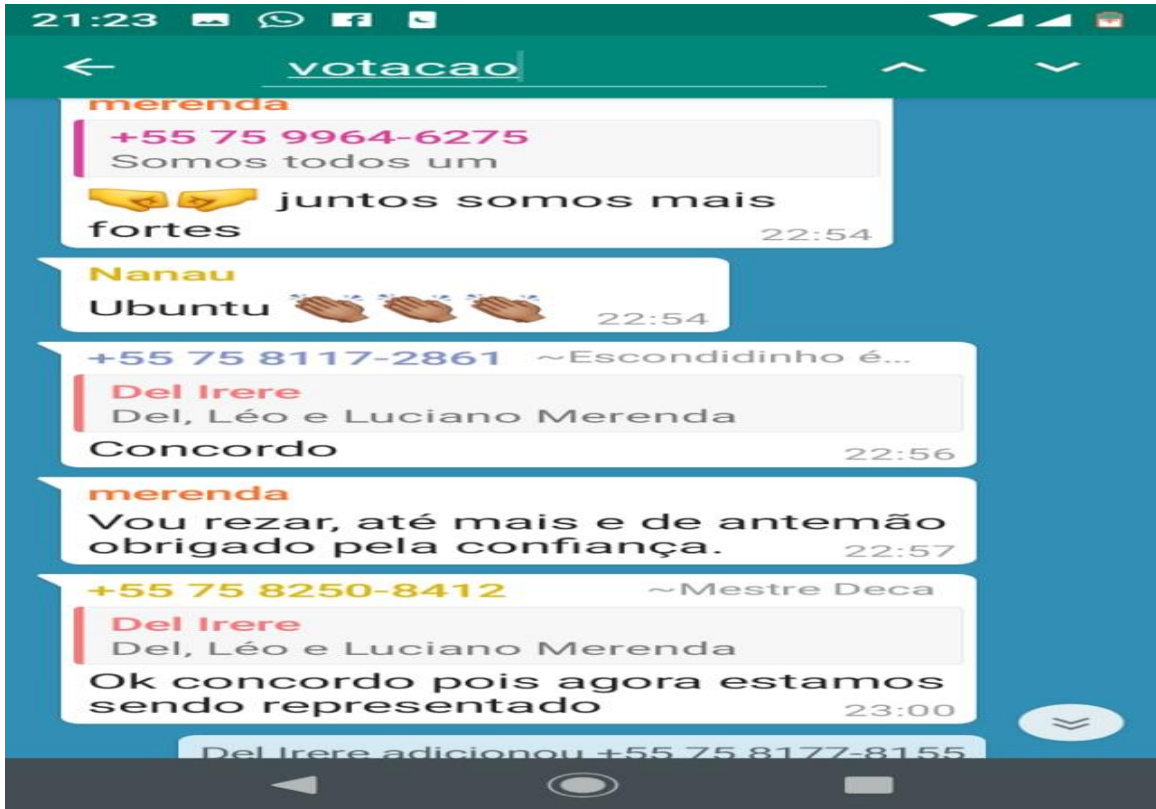 21:23
votacao
merenda
+55 75 9964-6275
Somos todos um
🤜🤛 juntos somos mais
fortes
22:54
Nanau
Ubuntu 👏🏾👏🏾👏🏾
22:54
+55 75 8117-2861 ~Escondidinho é...
Del Irere
Del, Léo e Luciano Merenda
Concordo
22:56
merenda
Vou rezar, até mais e de antemão
obrigado pela confiança.
22:57
+55 75 8250-8412 ~Mestre Deca
Del Irere
Del, Léo e Luciano Merenda
Ok concordo pois agora estamos
sendo representado
23:00
Del Irere adicionou +55 75 8177-8155